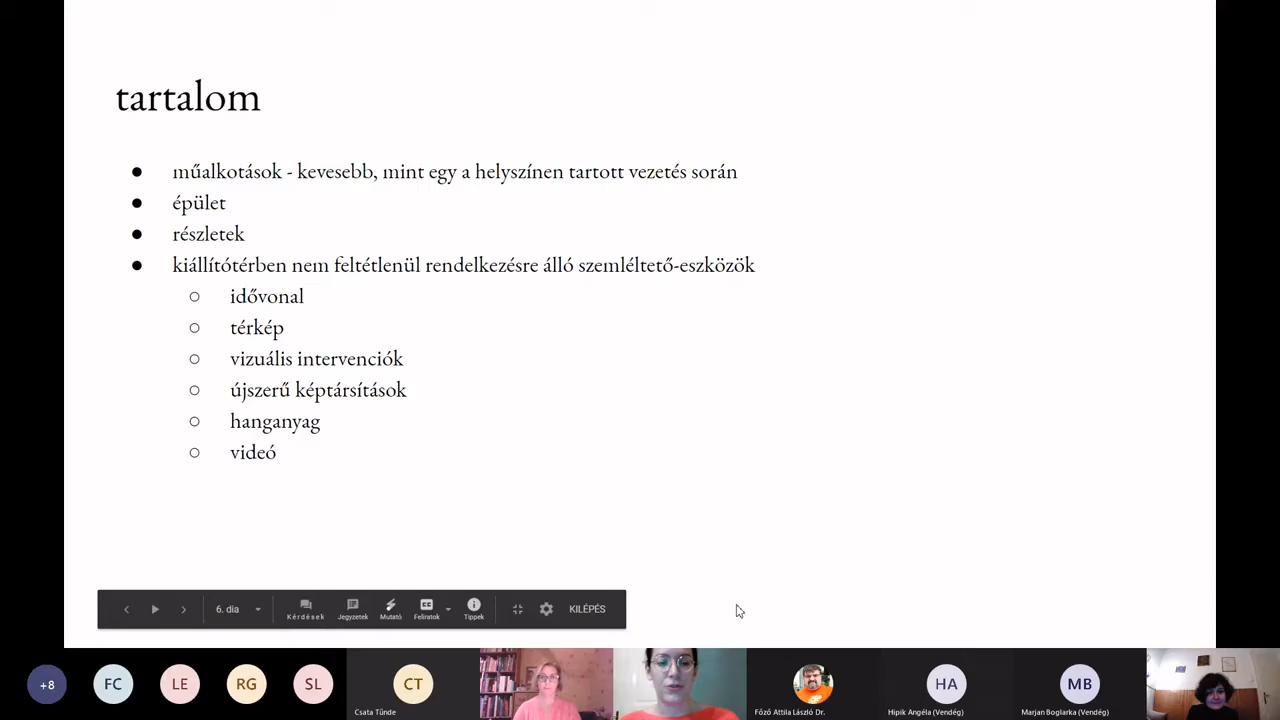 tartalom
műalkotások - kevesebb, mint egy a helyszínen tartott vezetés során
épület
részletek
kiállítótérben nem feltétlenül rendelkezésre álló szemléltető-eszközök
idővonal
térkép
vizuális intervenciók
újszerű képtársítások
hanganyag
videó
6. dia
Kérdések
Jegyzetek
Mutató
Feliratok
Tippek
KILÉPÉS
+8
FC
LE
RG
SL
CT
HA
MB
Csata Tünde
Főző Attila László Dr.
Hipik Angéla (Vendég)
Marjan Boglarka (Vendég)